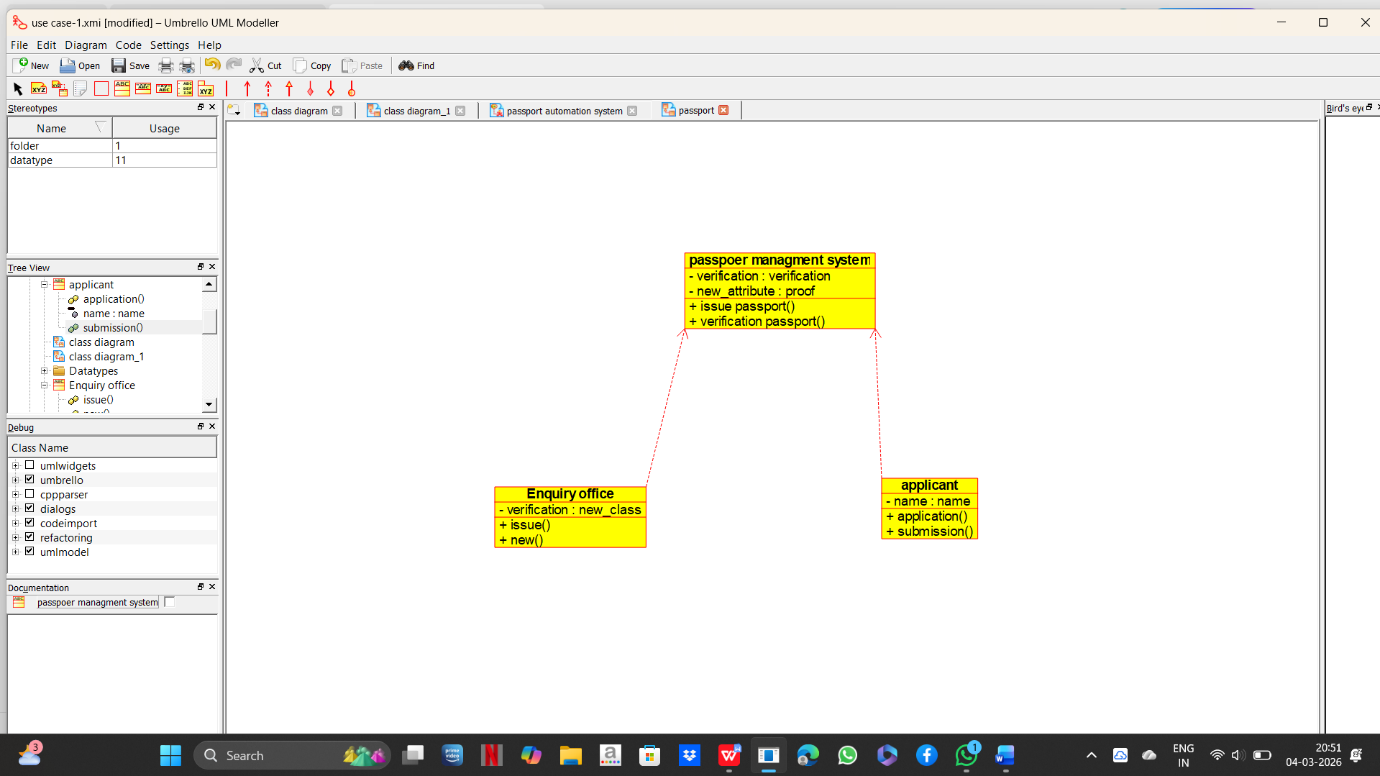 use case-1.xmi [modified] – Umbrello UML Modeller
File Edit Diagram Code Settings Help
New Open Save Cut Copy Paste Find
Stereotypes
Name Usage
folder 1
datatype 11
class diagram class diagram_1 passport automation system passport
Bird's eye
Tree View
applicant
application()
name : name
submission()
class diagram
class diagram_1
Datatypes
Enquiry office
issue()
new()
Debug
Class Name
umlwidgets
umbrello
cppparser
dialogs
codeimport
refactoring
umlmodel
Documentation
passpoer managment system
passpoer managment system
- verification : verification
- new_attribute : proof
+ issue passport()
+ verification passport()
Enquiry office
- verification : new_class
+ issue()
+ new()
applicant
- name : name
+ application()
+ submission()
3
Search
prime video
1
ENG
IN
20:51
04-03-2026